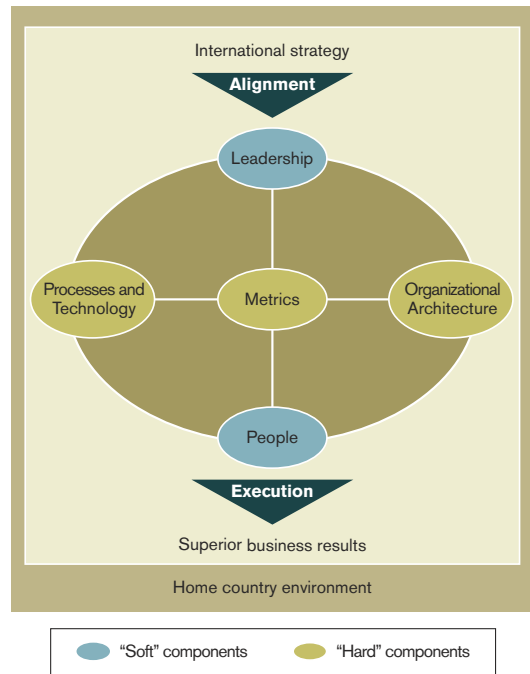 International strategy
Alignment
Leadership
Processes and
Technology
Metrics
Organizational
Architecture
People
Execution
Superior business results
Home country environment
“Soft” components
“Hard” components